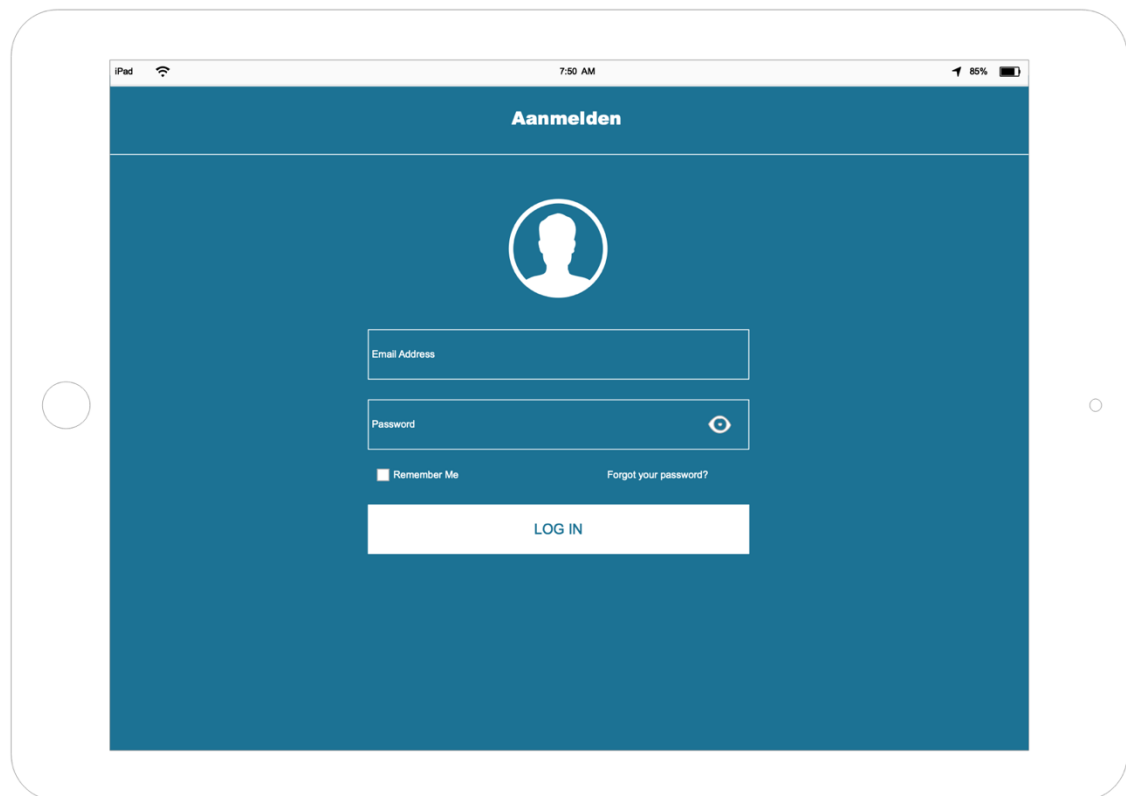 iPad 7:50 AM 85%
Aanmelden
Email Address
Password
Remember Me Forgot your password?
LOG IN